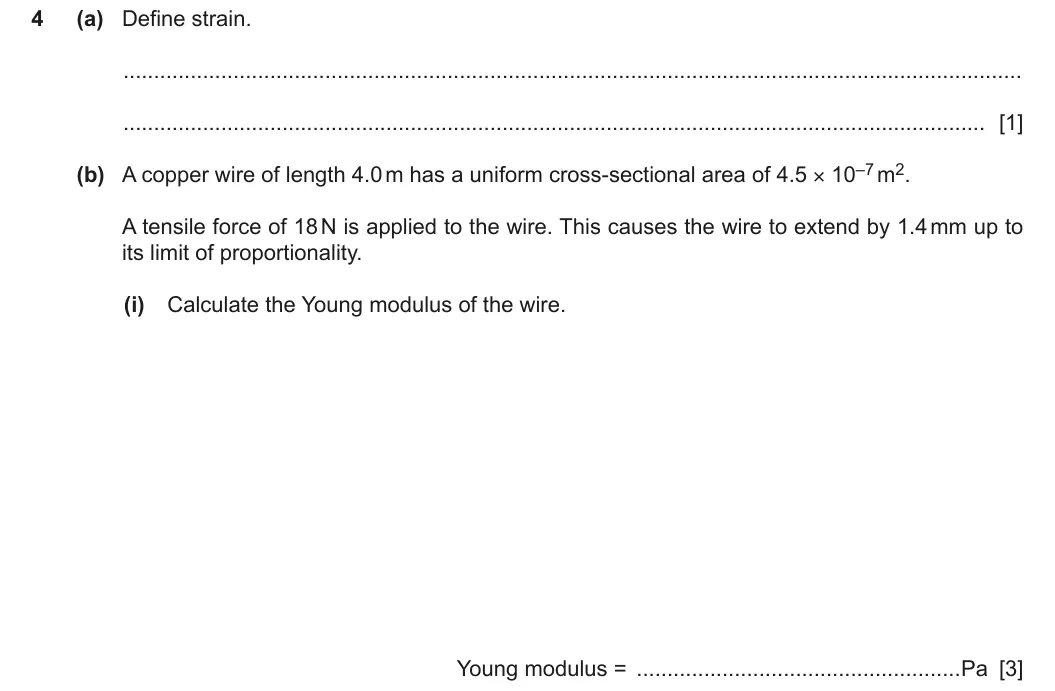 4 (a) Define strain.
....................................................................................................................................................
.............................................................................................................................................. [1]
(b) A copper wire of length 4.0 m has a uniform cross-sectional area of 4.5 × 10⁻⁷ m².
A tensile force of 18 N is applied to the wire. This causes the wire to extend by 1.4 mm up to
its limit of proportionality.
(i) Calculate the Young modulus of the wire.
Young modulus = .....................................................Pa [3]